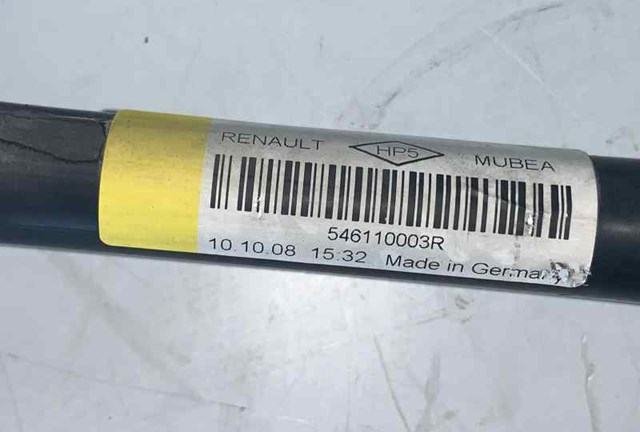 RENAULT HP5 MUBEA
546110003R
10.10.08 15:32 Made in Germany